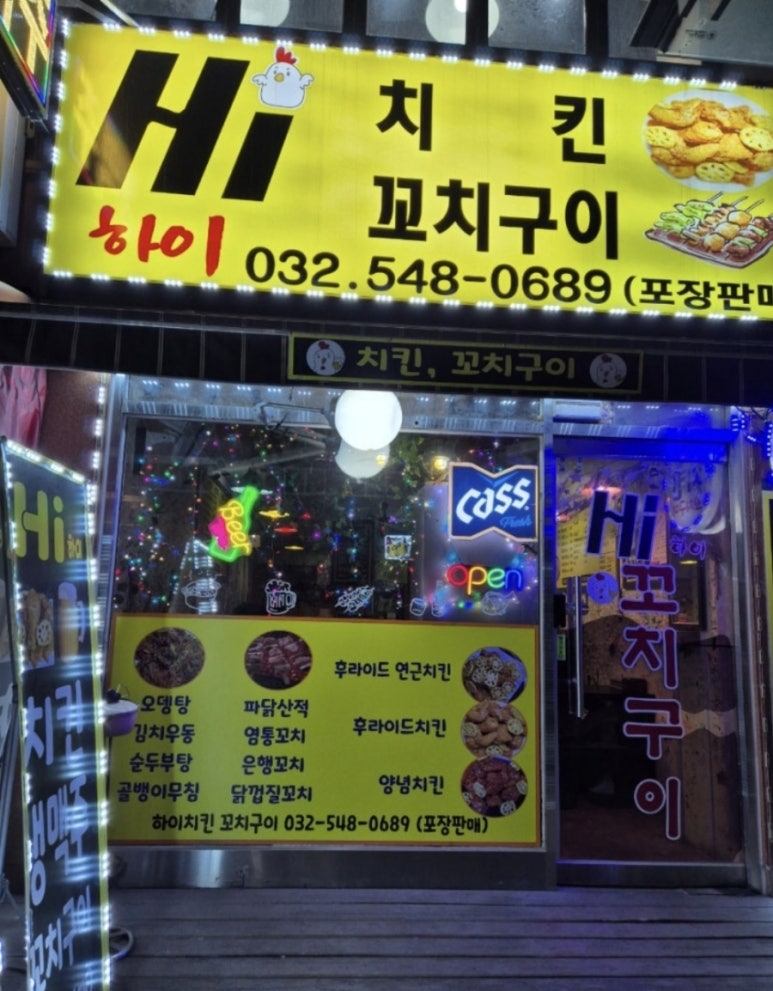 Hi
하이
치 킨
꼬치구이
032.548-0689 (포장판매
치킨, 꼬치구이
Beer
Cass
Fresh
open
Hi 하이
꼬치구이
오뎅탕
김치우동
순두부탕
골뱅이무침
파닭산적
염통꼬치
은행꼬치
닭껍질꼬치
후라이드 연근치킨
후라이드치킨
양념치킨
하이치킨 꼬치구이 032-548-0689 (포장판매)
Hi 하이
치킨
생맥주
꼬치구이